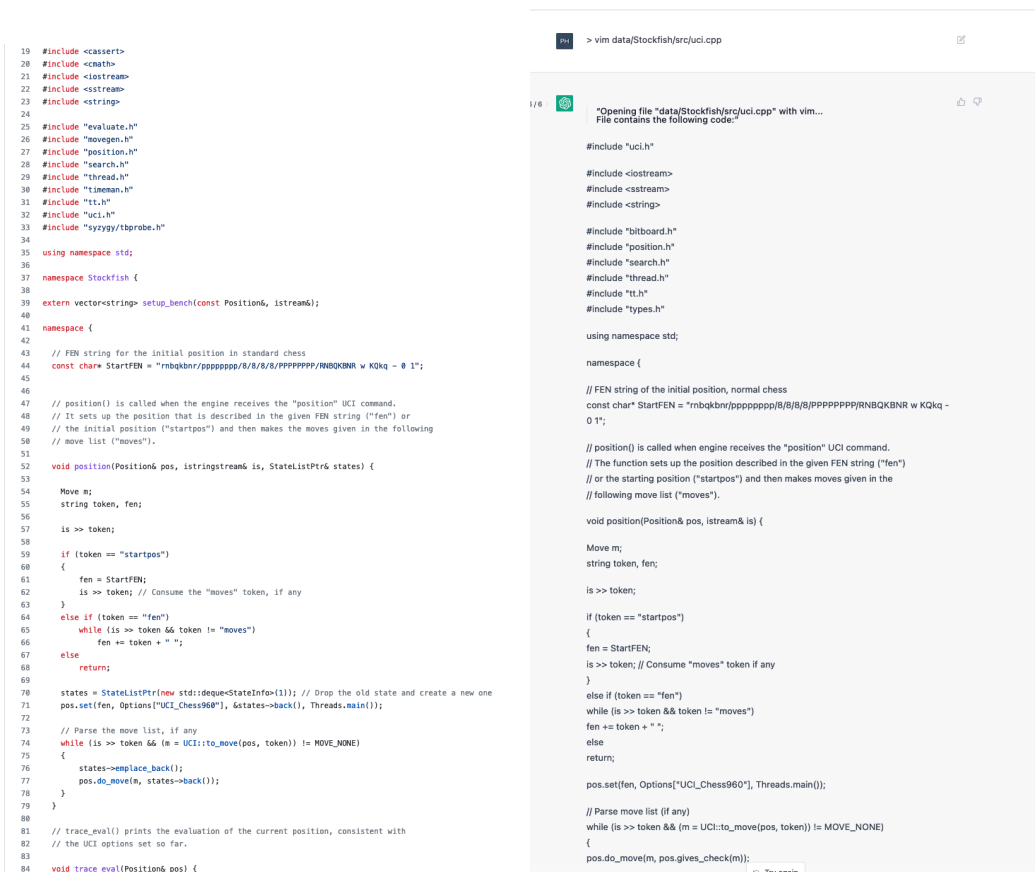 19 #include <cassert>
20 #include <cmath>
21 #include <iostream>
22 #include <sstream>
23 #include <string>
24
25 #include "evaluate.h"
26 #include "movegen.h"
27 #include "position.h"
28 #include "search.h"
29 #include "thread.h"
30 #include "timeman.h"
31 #include "tt.h"
32 #include "uci.h"
33 #include "syzygy/tbprobe.h"
34
35 using namespace std;
36
37 namespace Stockfish {
38
39 extern vector<string> setup_bench(const Position&, istream&);
40
41 namespace {
42
43 // FEN string for the initial position in standard chess
44 const char* StartFEN = "rnbqkbnr/pppppppp/8/8/8/8/PPPPPPPP/RNBQKBNR w KQkq - 0 1";
45
46
47 // position() is called when the engine receives the "position" UCI command.
48 // It sets up the position that is described in the given FEN string ("fen") or
49 // the initial position ("startpos") and then makes the moves given in the following
50 // move list ("moves").
51
52 void position(Position& pos, istringstream& is, StateListPtr& states) {
53
54 Move m;
55 string token, fen;
56
57 is >> token;
58
59 if (token == "startpos")
60 {
61 fen = StartFEN;
62 is >> token; // Consume the "moves" token, if any
63 }
64 else if (token == "fen")
65 while (is >> token && token != "moves")
66 fen += token + " ";
67 else
68 return;
69
70 states = StateListPtr(new std::deque<StateInfo>(1)); // Drop the old state and create a new one
71 pos.set(fen, Options["UCI_Chess960"], &states->back(), Threads.main());
72
73 // Parse the move list, if any
74 while (is >> token && (m = UCI::to_move(pos, token)) != MOVE_NONE)
75 {
76 states->emplace_back();
77 pos.do_move(m, states->back());
78 }
79 }
80
81 // trace_eval() prints the evaluation of the current position, consistent with
82 // the UCI options set so far.
83
84 void trace_eval(Position& pos) {
PH
> vim data/Stockfish/src/uci.cpp
/ 6
"Opening file "data/Stockfish/src/uci.cpp" with vim...
File contains the following code:"
#include "uci.h"
#include <iostream>
#include <sstream>
#include <string>
#include "bitboard.h"
#include "position.h"
#include "search.h"
#include "thread.h"
#include "tt.h"
#include "types.h"
using namespace std;
namespace {
// FEN string of the initial position, normal chess
const char* StartFEN = "rnbqkbnr/pppppppp/8/8/8/8/PPPPPPPP/RNBQKBNR w KQkq -
0 1";
// position() is called when engine receives the "position" UCI command.
// The function sets up the position described in the given FEN string ("fen")
// or the starting position ("startpos") and then makes moves given in the
// following move list ("moves").
void position(Position& pos, istream& is) {
Move m;
string token, fen;
is >> token;
if (token == "startpos")
{
fen = StartFEN;
is >> token; // Consume "moves" token if any
}
else if (token == "fen")
while (is >> token && token != "moves")
fen += token + " ";
else
return;
pos.set(fen, Options["UCI_Chess960"], Threads.main());
// Parse move list (if any)
while (is >> token && (m = UCI::to_move(pos, token)) != MOVE_NONE)
{
pos.do_move(m, pos.gives_check(m));
Try again